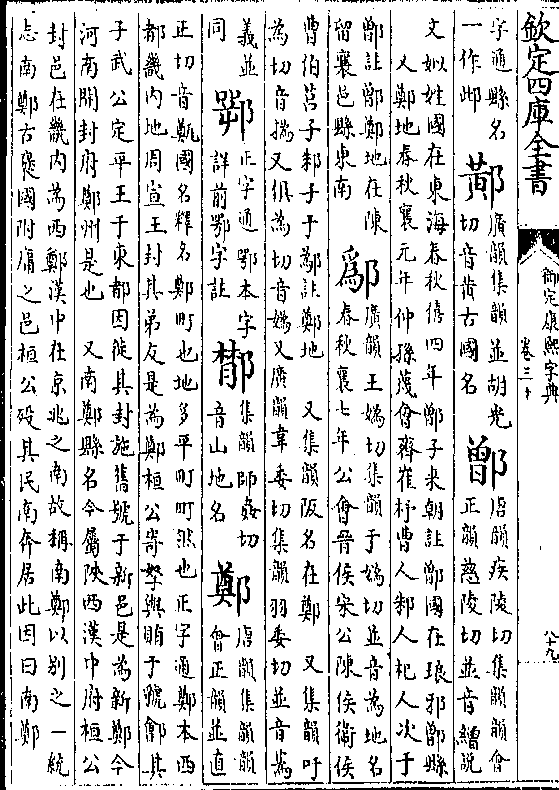 欽定四庫全書
御定康熙字典
卷三十
八十九
字通縣名
一作邺
廣韻集韻並胡光
切音黄古國名
鄫
唐韻疾陵切集韻韻會
正韻慈陵切並音繒說
文姒姓國在東海春秋僖四年鄫子来朝註鄫國在琅邪鄫縣
又鄭地春秋襄元年仲孫蔑會齊崔杼曹人邾人杞人次于
鄫註鄫鄭地在陳
留襄邑縣東南
鄬
廣韻王嬀切集韻于嬀切並音為地名
春秋襄七年公會晉侯宋公陳侯衛侯
曹伯莒子邾子于鄬註鄭地 又集韻阪名在鄭 又集韻吁
為切音撝又俱為切音嬀又廣韻韋委切集韻羽委切並音蔿
義並
同
正字通鄂本字
詳前鄂字註
集韻師姦切
音山地名
鄭
唐韻集韻韻
會正韻並直
正切音國名釋名鄭町也地多平町町然也正字通鄭本西
都畿内地周宣王封其弟友是為鄭桓公寄孥與賄于虢鄶其
子武公定平王于東都因徙其封施舊號于新邑是為新鄭今
河南開封府鄭州是也 又南鄭縣名今屬陜西漢中府桓公
封邑在畿内為西鄭漢中在京兆之南故稱南鄭以别之一統
志南鄭古襃國附庸之邑桓公殁其民南奔居此因曰南鄭